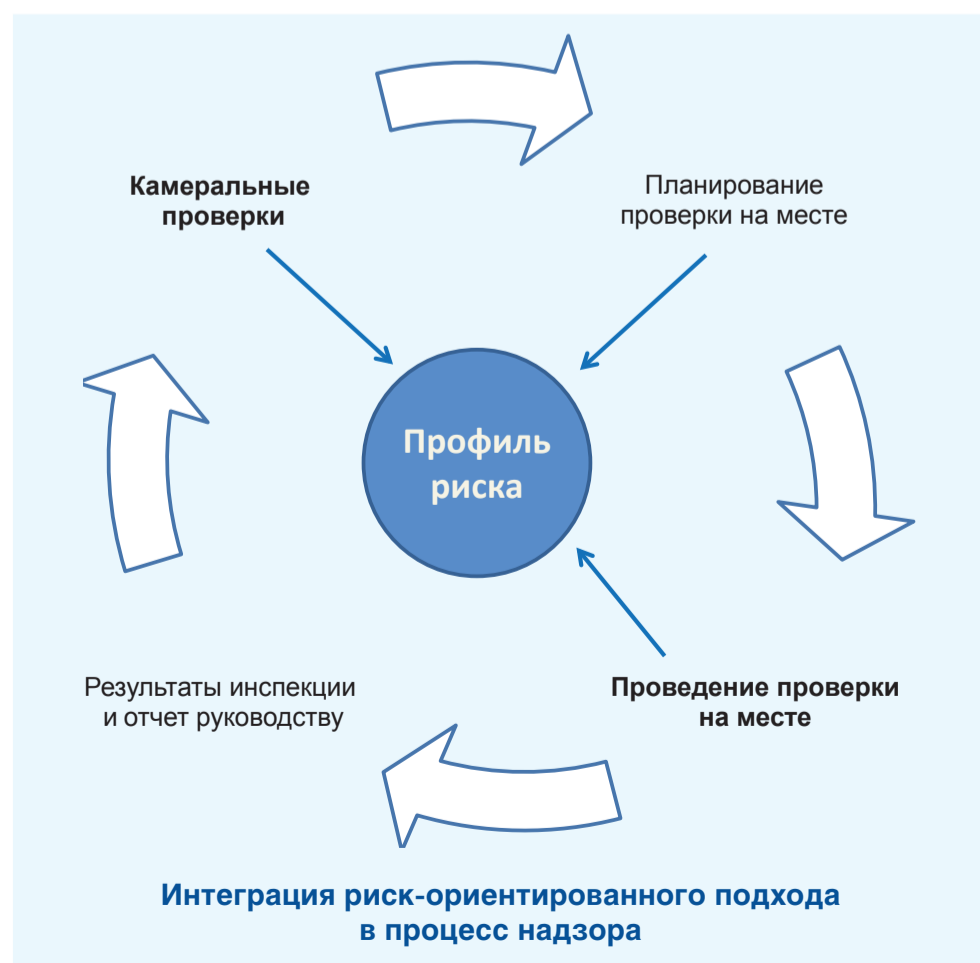 Камеральные
проверки
Планирование
проверки на месте
Профиль
риска
Результаты инспекции
и отчет руководству
Проведение проверки
на месте
Интеграция риск-ориентированного подхода
в процесс надзора